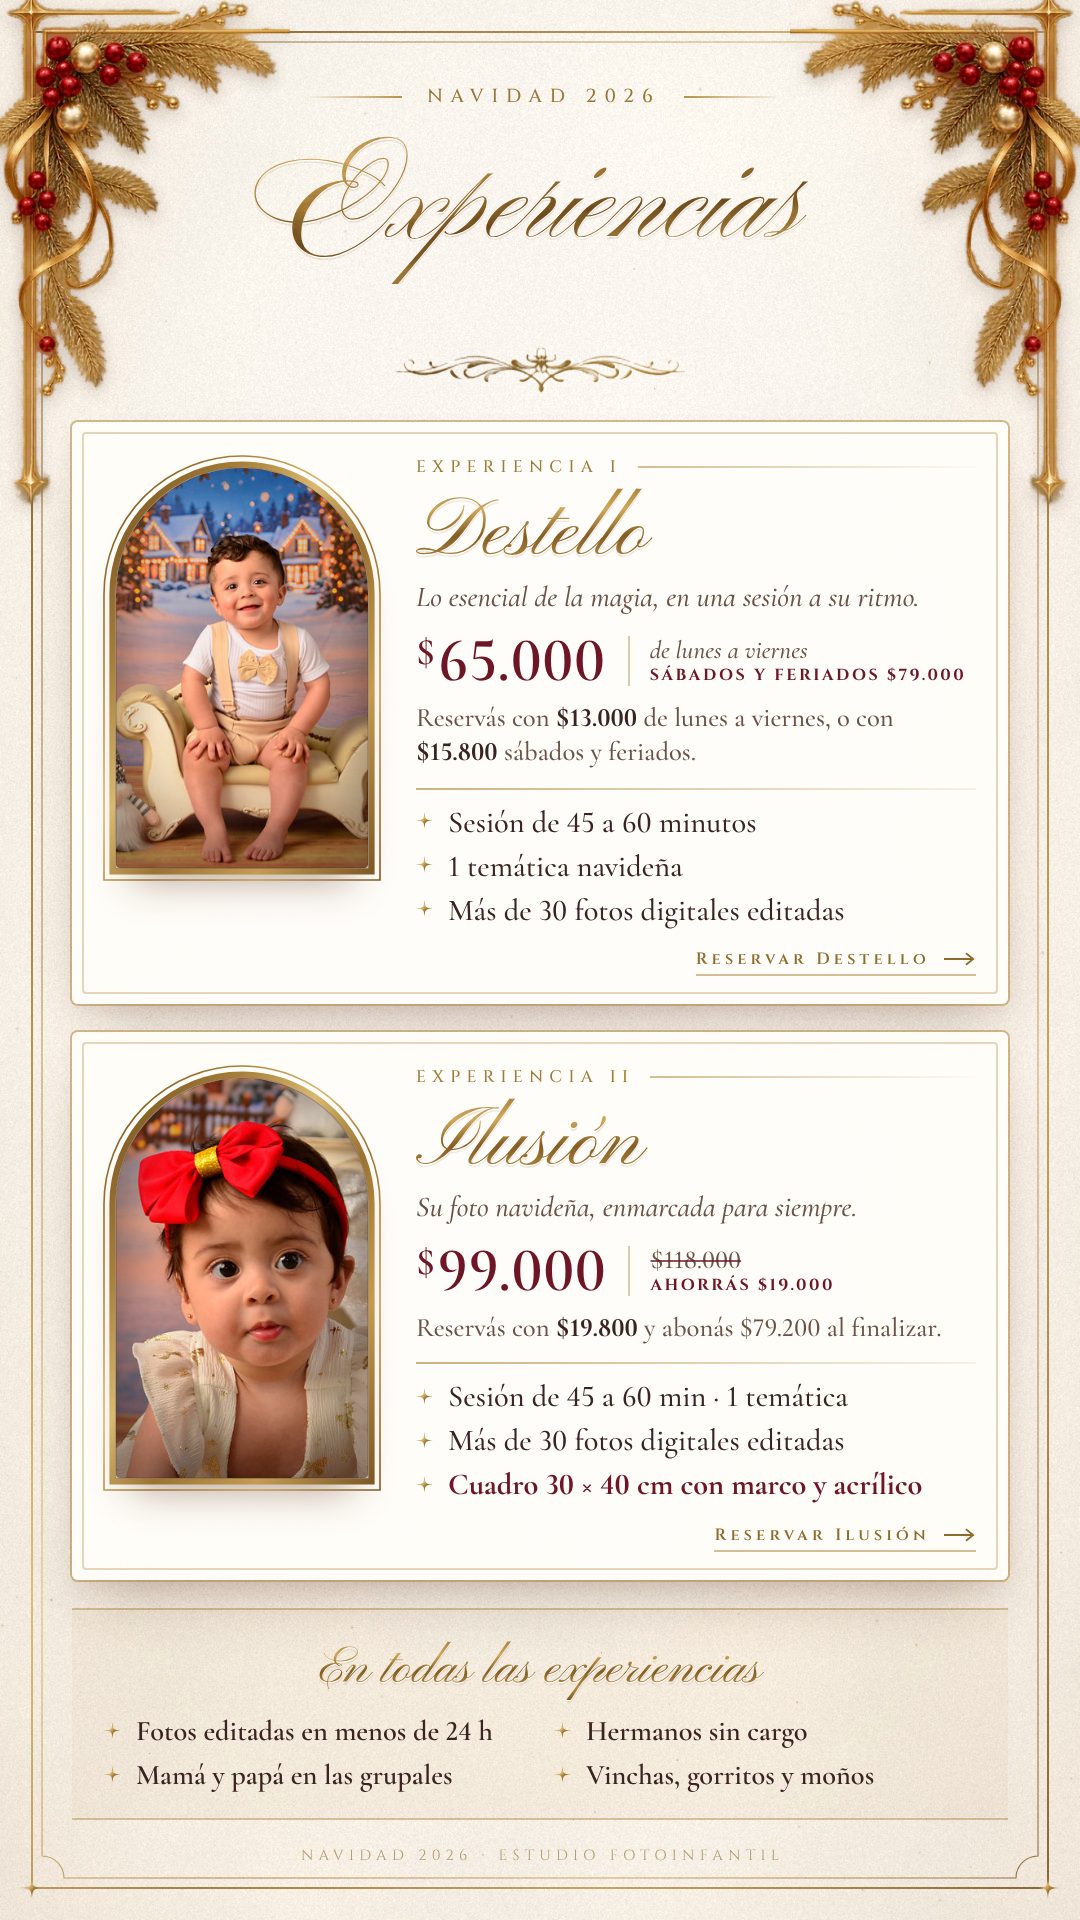 NAVIDAD 2026
Experiencias
EXPERIENCIA I
Destello
Lo esencial de la magia, en una sesión a su ritmo.
$65.000
de lunes a viernes
SÁBADOS Y FERIADOS $79.000
Reservás con $13.000 de lunes a viernes, o con
$15.800 sábados y feriados.
Sesión de 45 a 60 minutos
1 temática navideña
Más de 30 fotos digitales editadas
RESERVAR DESTELLO →
EXPERIENCIA II
Ilusión
Su foto navideña, enmarcada para siempre.
$99.000
$118.000
AHORRÁS $19.000
Reservás con $19.800 y abonás $79.200 al finalizar.
Sesión de 45 a 60 min · 1 temática
Más de 30 fotos digitales editadas
Cuadro 30 × 40 cm con marco y acrílico
RESERVAR ILUSIÓN →
En todas las experiencias
Fotos editadas en menos de 24 h
Hermanos sin cargo
Mamá y papá en las grupales
Vinchas, gorritos y moños
NAVIDAD 2026 · ESTUDIO FOTOINFANTIL